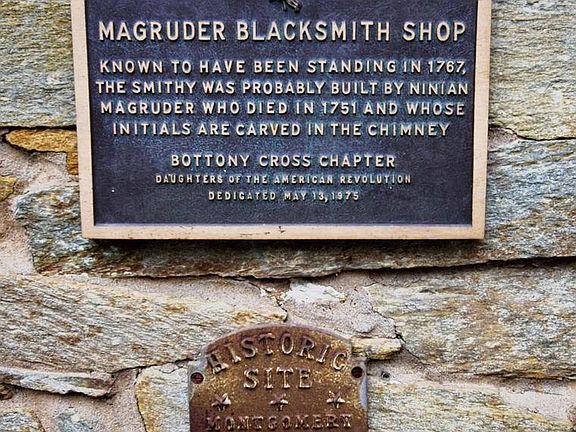 MAGRUDER BLACKSMITH SHOP
KNOWN TO HAVE BEEN STANDING IN 1767,
THE SMITHY WAS PROBABLY BUILT BY NINIAN
MAGRUDER WHO DIED IN 1751 AND WHOSE
INITIALS ARE CARVED IN THE CHIMNEY
BOTTONY CROSS CHAPTER
DAUGHTERS OF THE AMERICAN REVOLUTION
DEDICATED MAY 13, 1975
HISTORIC
SITE
MONTGOMERY